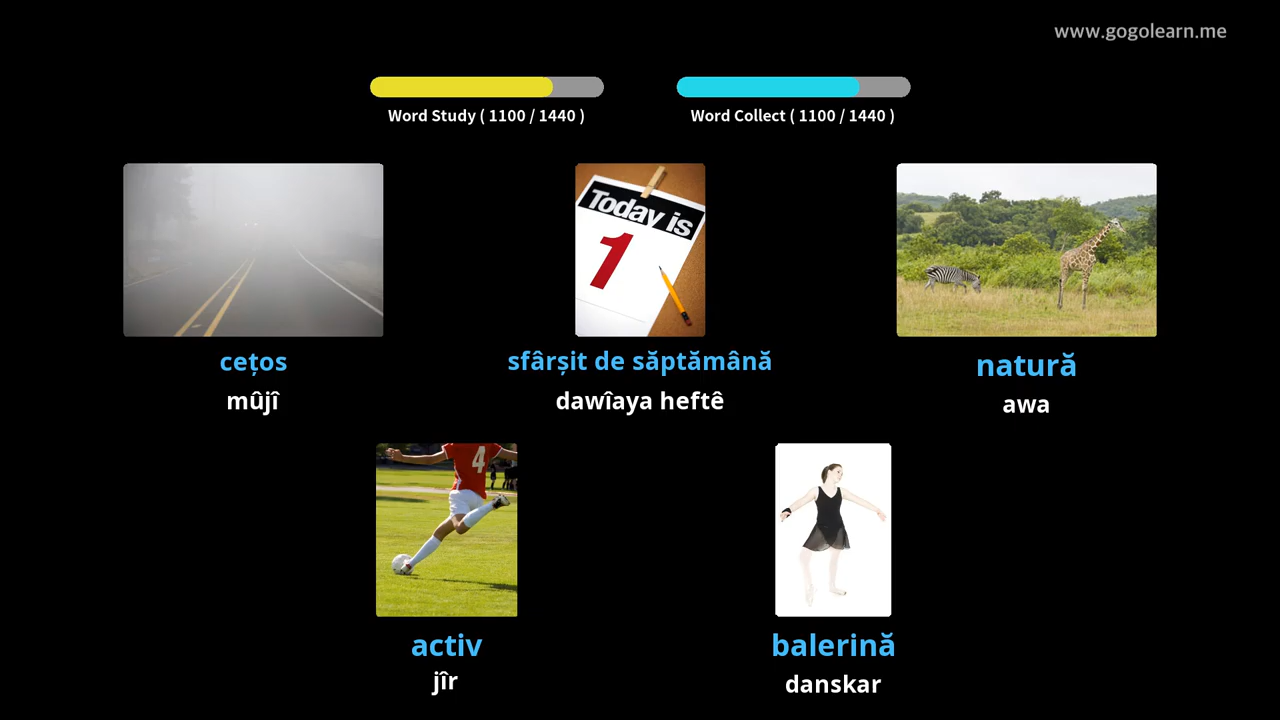 www.gogolearn.me
Word Study ( 1100 / 1440 )
Word Collect ( 1100 / 1440 )
Today is
1
cețos
mûjî
sfârșit de săptămână
dawîaya heftê
natură
awa
4
activ
jîr
balerină
danskar